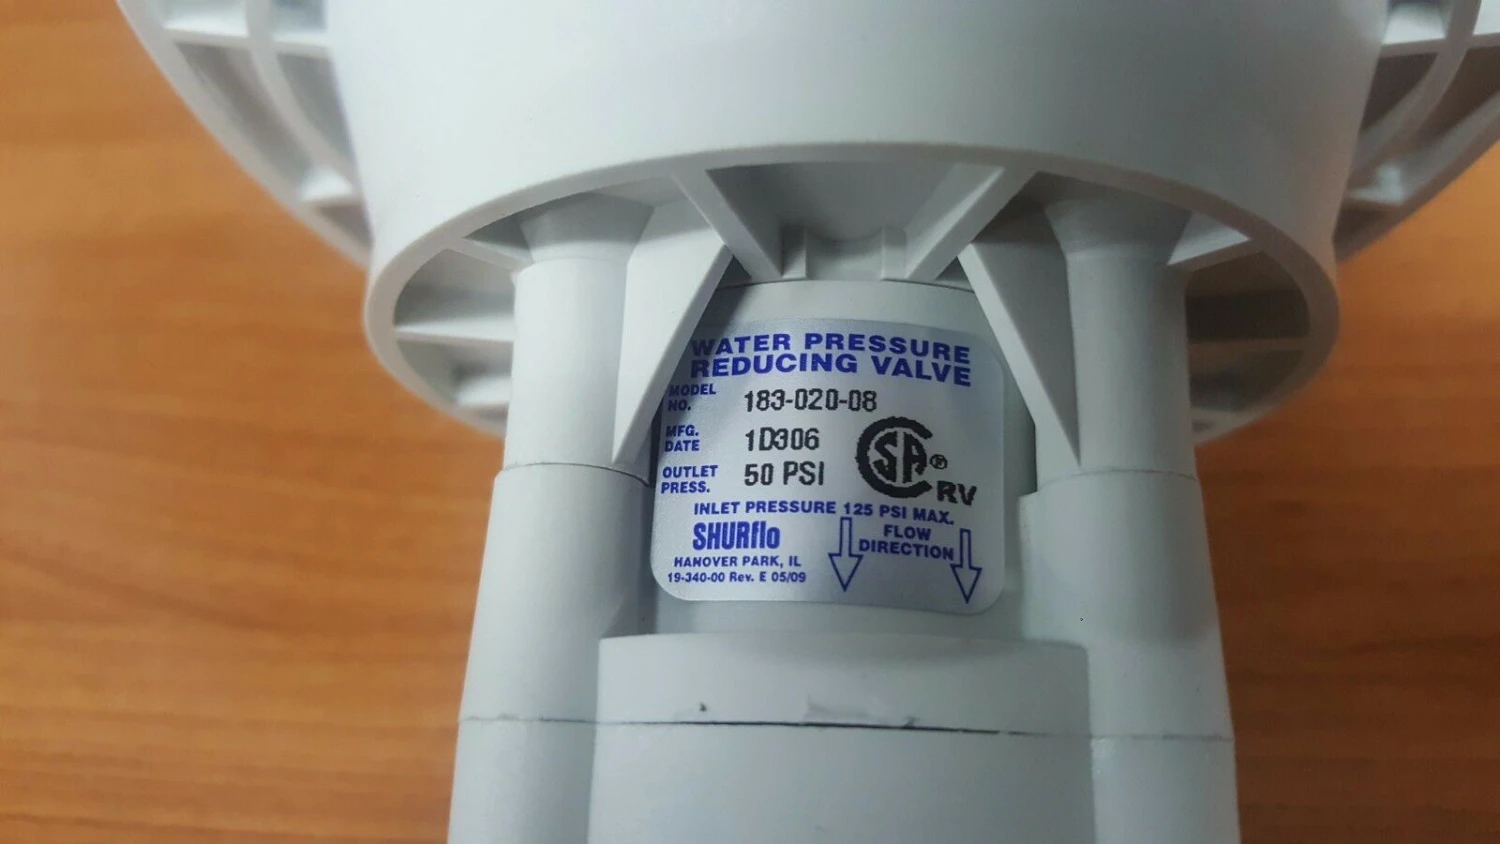 WATER PRESSURE
REDUCING VALVE
MODEL NO. 183-020-08
MFG. DATE 1D306
OUTLET PRESS. 50 PSI
CSA® RV
INLET PRESSURE 125 PSI MAX.
SHURflo
FLOW DIRECTION
HANOVER PARK, IL
19-340-00 Rev. E 05/09